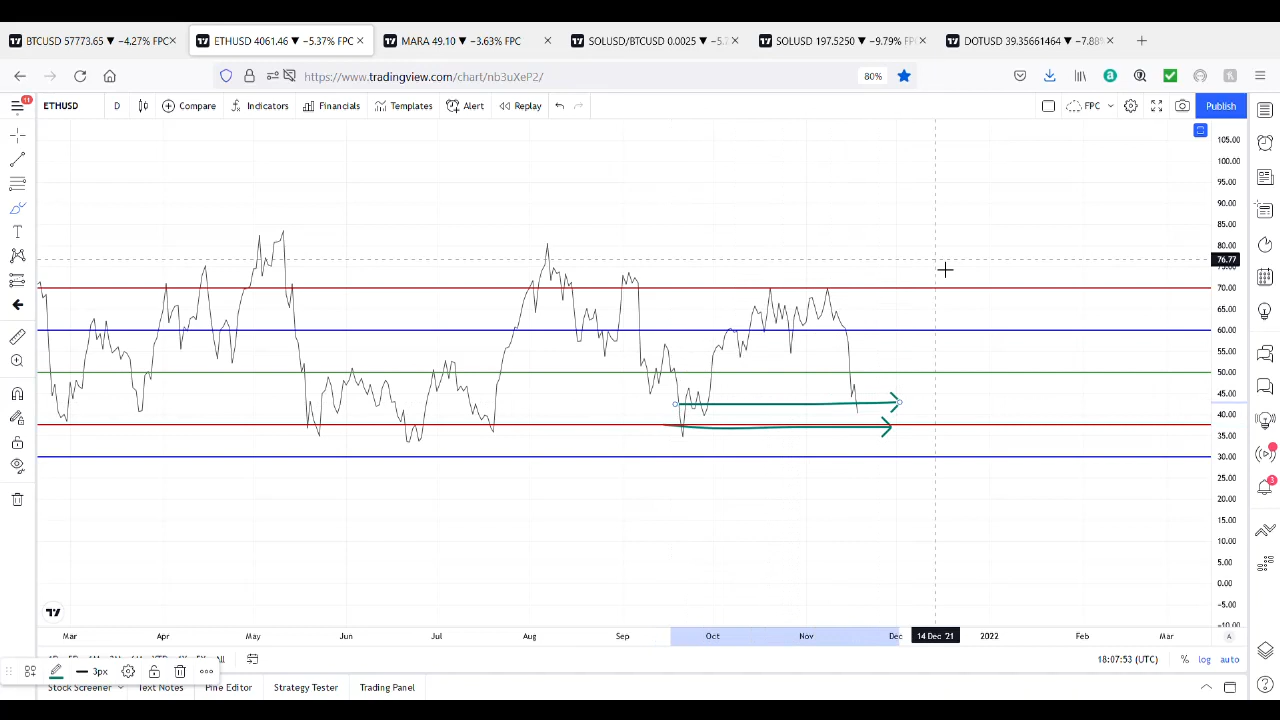 BTCUSD 57773.65 ▼ −4.27% FPC
ETHUSD 4061.46 ▼ −5.37% FPC
MARA 49.10 ▼ −3.63% FPC
SOLUSD/BTCUSD 0.0025 ▼
SOLUSD 197.5250 ▼ −9.79% FPC
DOTUSD 39.35661464 ▼ −7.88%
https://www.tradingview.com/chart/nb3uXeP2/
80%
11
ETHUSD
D
Compare
Indicators
Financials
Templates
Alert
Replay
FPC
Publish
105.00
100.00
95.00
90.00
85.00
80.00
76.77
70.00
65.00
60.00
55.00
50.00
45.00
40.00
35.00
30.00
25.00
20.00
15.00
10.00
5.00
0.00
−5.00
−10.00
3
Mar
Apr
May
Jun
Jul
Aug
Sep
Oct
Nov
Dec
14 Dec '21
2022
Feb
Mar
A
18:07:53 (UTC)
%
log
auto
3px
Stock Screener
Text Notes
Pine Editor
Strategy Tester
Trading Panel